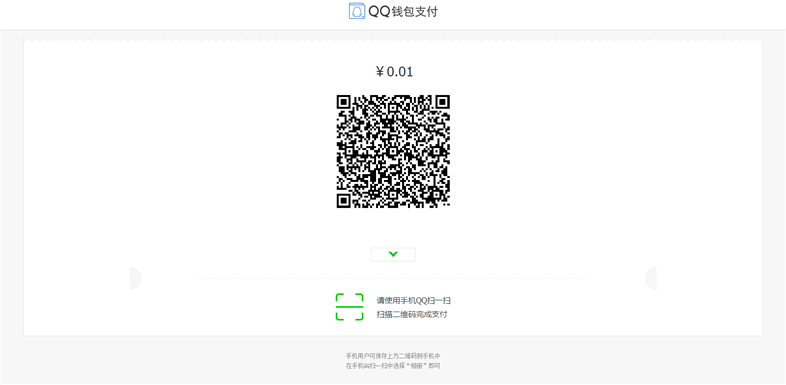 QQ钱包支付
￥0.01
请使用手机QQ扫一扫
扫描二维码完成支付
手机用户可保存上方二维码到手机中
在手机QQ扫一扫中选择“相册”即可